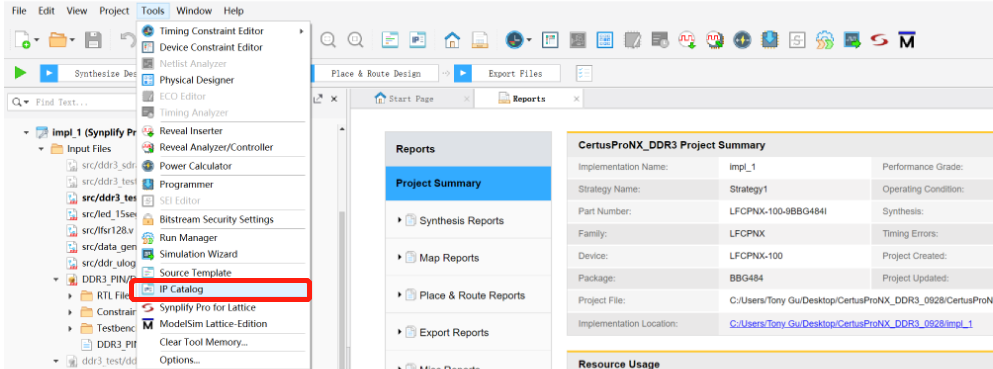 File Edit View Project Tools Window Help
Synthesize Des
Place & Route Design
Export Files
Find Text...
Start Page
Reports
Timing Constraint Editor
Device Constraint Editor
Netlist Analyzer
Physical Designer
ECO Editor
Timing Analyzer
Reveal Inserter
Reveal Analyzer/Controller
Power Calculator
Programmer
SEI Editor
Bitstream Security Settings
Run Manager
Simulation Wizard
Source Template
IP Catalog
Synplify Pro for Lattice
ModelSim Lattice-Edition
Clear Tool Memory...
Options...
impl_1 (Synplify Pr
Input Files
src/ddr3_sdr
src/ddr3_test
src/ddr3_tes
src/led_15se
src/lfsr128.v
src/data_gen
src/ddr_ulog
DDR3_PIN/
RTL File
Constrain
Testbenc
DDR3_PI
ddr3_test/dd
Reports
Project Summary
Synthesis Reports
Map Reports
Place & Route Reports
Export Reports
Misc Reports
CertusProNX_DDR3 Project Summary
Implementation Name: impl_1 Performance Grade:
Strategy Name: Strategy1 Operating Condition:
Part Number: LFCPNX-100-9BBG484I Synthesis:
Family: LFCPNX Timing Errors:
Device: LFCPNX-100 Project Created:
Package: BBG484 Project Updated:
Project File: C:/Users/Tony Gu/Desktop/CertusProNX_DDR3_0928/CertusProN
Implementation Location: C:/Users/Tony Gu/Desktop/CertusProNX_DDR3_0928/impl_1
Resource Usage